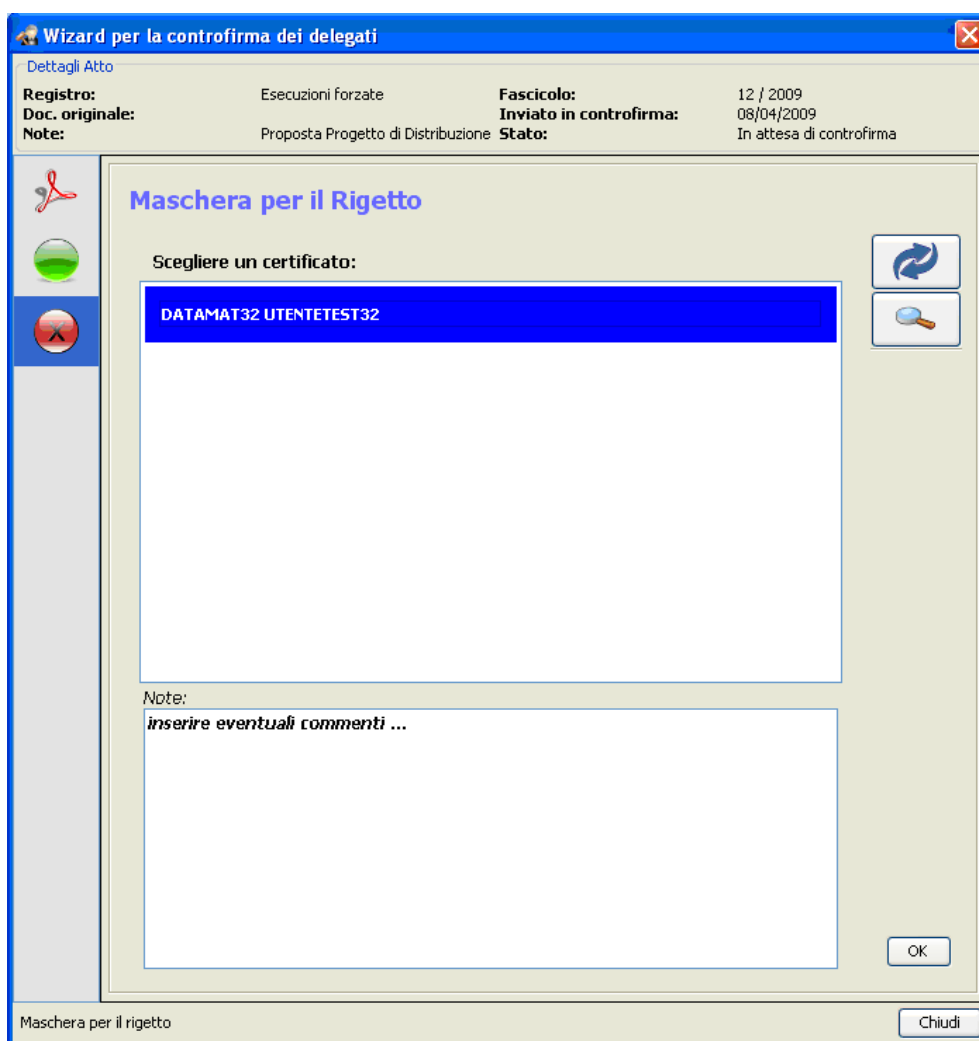 Wizard per la controfirma dei delegati
Dettagli Atto
Registro: Esecuzioni forzate Fascicolo: 12 / 2009
Doc. originale: Inviato in controfirma: 08/04/2009
Note: Proposta Progetto di Distribuzione Stato: In attesa di controfirma
Maschera per il Rigetto
Scegliere un certificato:
DATAMAT32 UTENTETEST32
Note:
inserire eventuali commenti ...
OK
Maschera per il rigetto Chiudi